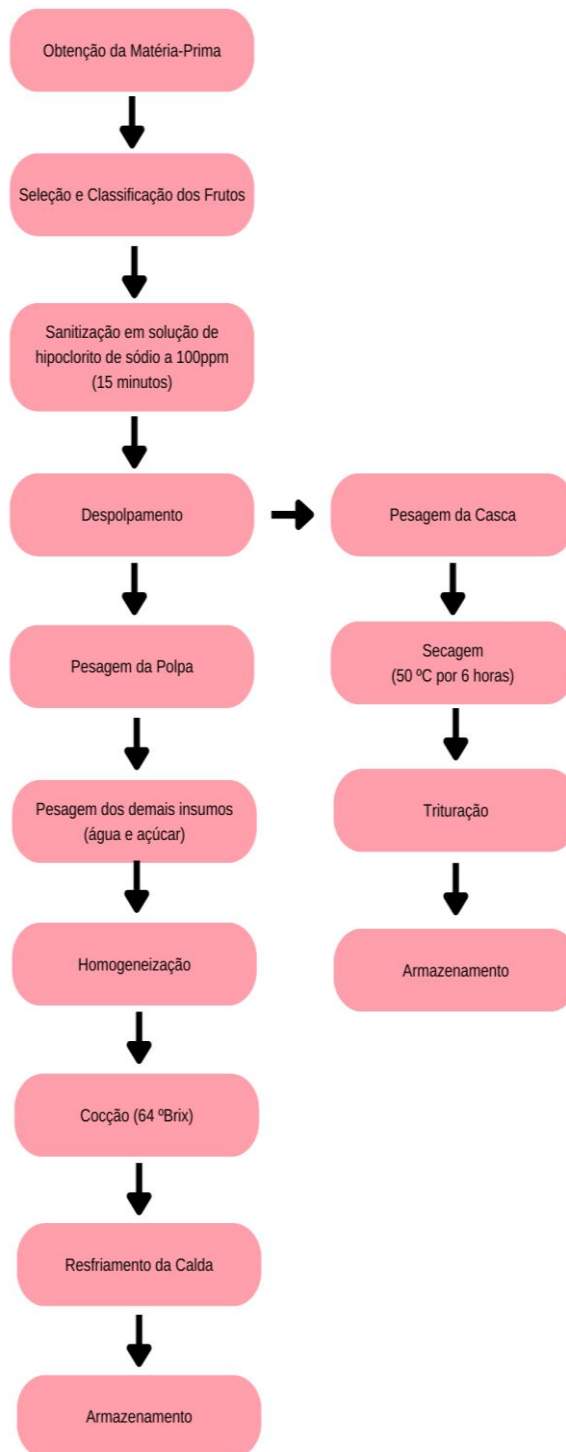 Obtenção da Matéria-Prima
Seleção e Classificação dos Frutos
Sanitização em solução de
hipoclorito de sódio a 100ppm
(15 minutos)
Despolpamento
Pesagem da Polpa
Pesagem dos demais insumos
(água e açúcar)
Homogeneização
Cocção (64 ºBrix)
Resfriamento da Calda
Armazenamento
Pesagem da Casca
Secagem
(50 ºC por 6 horas)
Trituração
Armazenamento